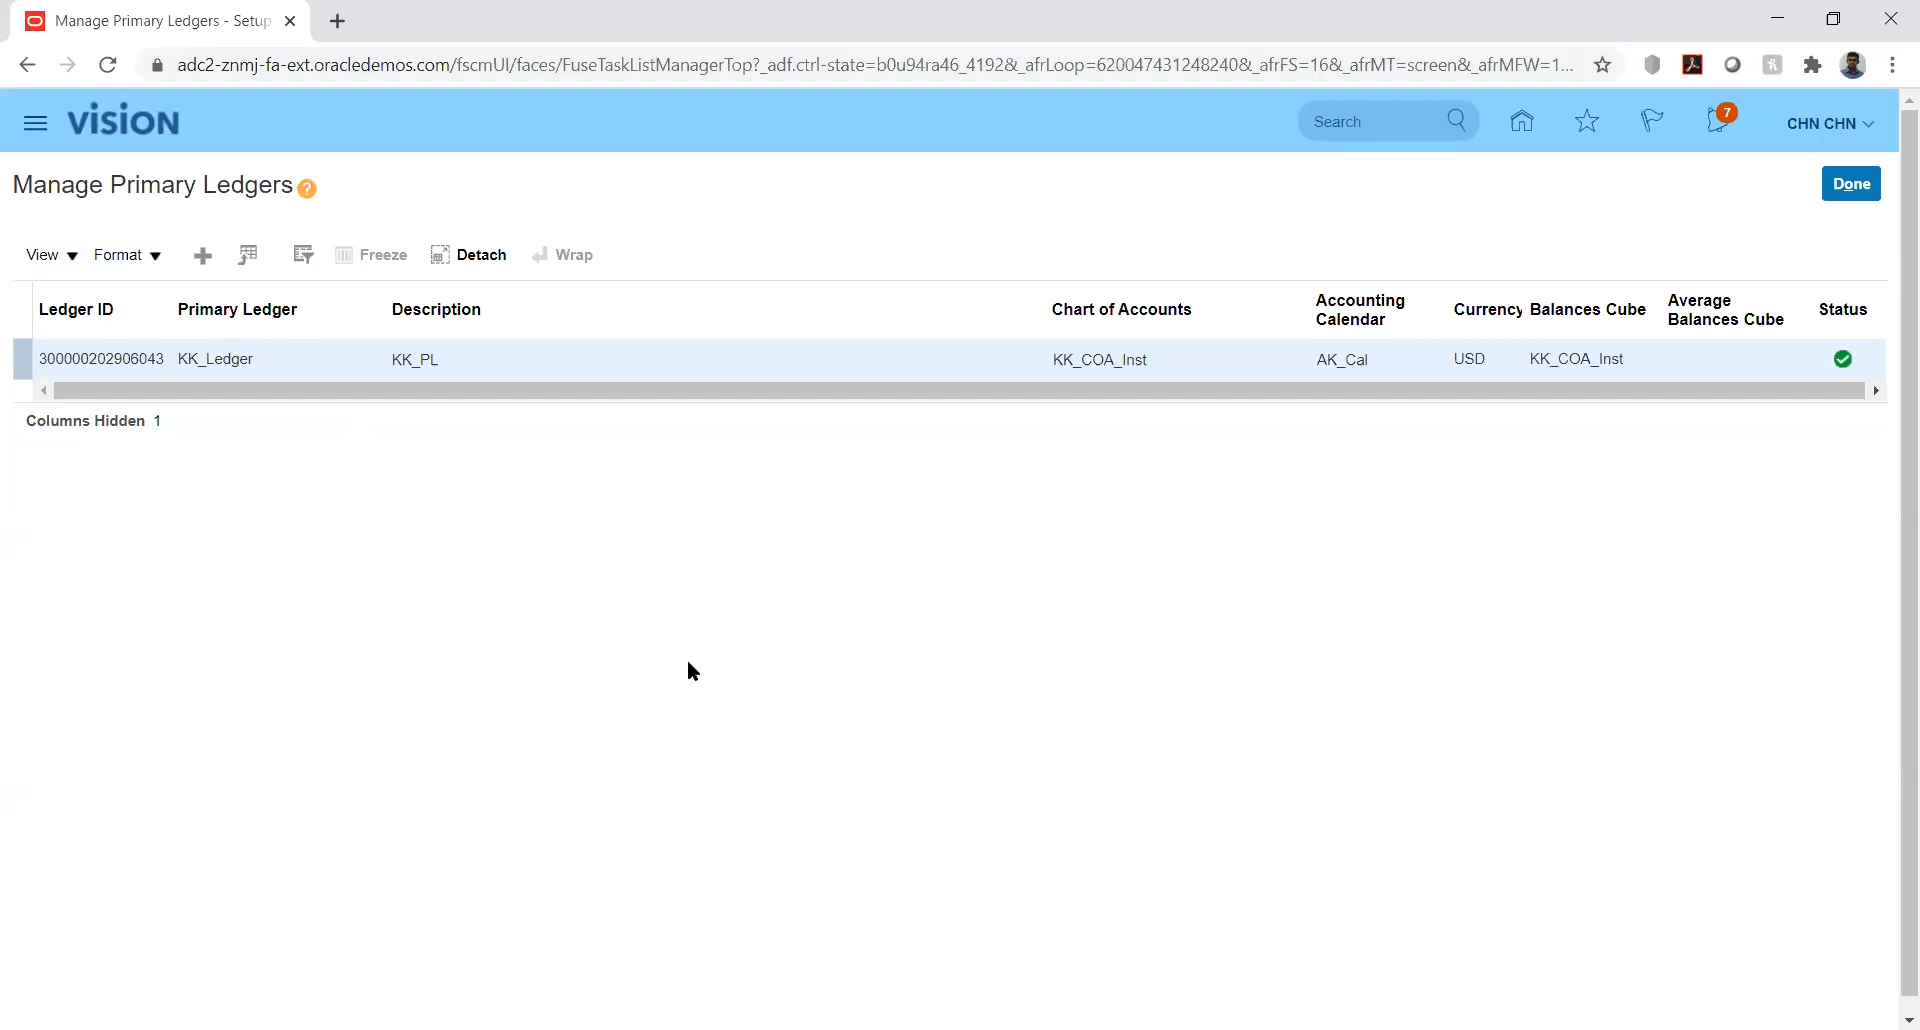 Manage Primary Ledgers - Setup
adc2-znmj-fa-ext.oracledemos.com/fscmUI/faces/FuseTaskListManagerTop?_adf.ctrl-state=b0u94ra46_4192&_afrLoop=620047431248240&_afrFS=16&_afrMT=screen&_afrMFW=1...
vision Search 7 CHN CHN
Manage Primary Ledgers ? Done
View Format Freeze Detach Wrap
Ledger ID Primary Ledger Description Chart of Accounts Accounting Calendar Currency Balances Cube Average Balances Cube Status
300000202906043 KK_Ledger KK_PL KK_COA_Inst AK_Cal USD KK_COA_Inst
Columns Hidden 1